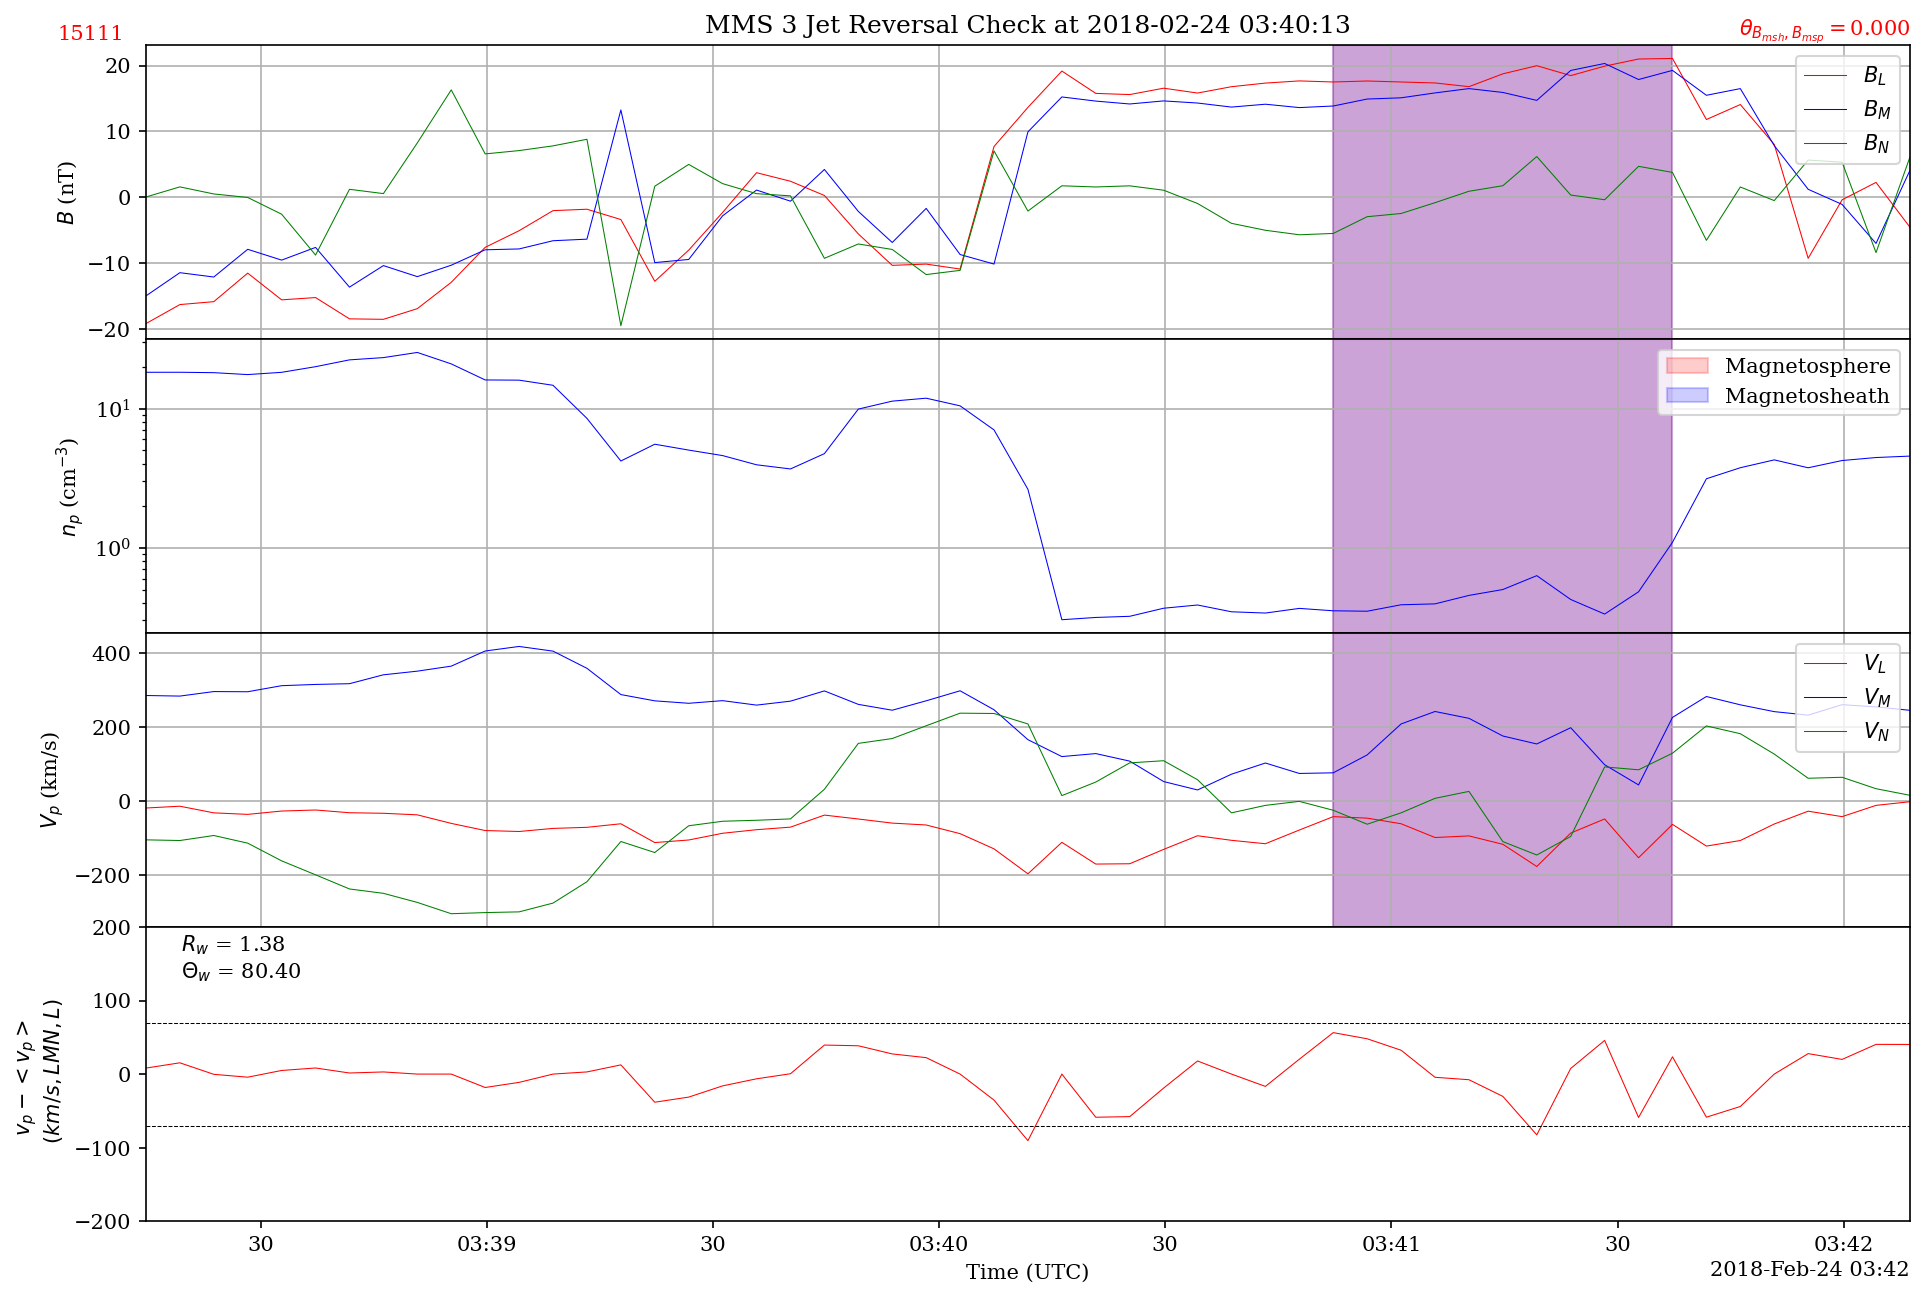 MMS 3 Jet Reversal Check at 2018-02-24 03:40:13
15111
θ_{B_{msh}, B_{msp}} = 0.000
20
10
0
−10
−20
B (nT)
B_L
B_M
B_N
10^1
10^0
n_p (cm^{−3})
Magnetosphere
Magnetosheath
400
200
0
−200
V_p (km/s)
V_L
V_M
V_N
200
100
0
−100
−200
v_p − < v_p >
(km/s, LMN, L)
R_w = 1.38
Θ_w = 80.40
30
03:39
30
03:40
30
03:41
30
03:42
Time (UTC)
2018-Feb-24 03:42